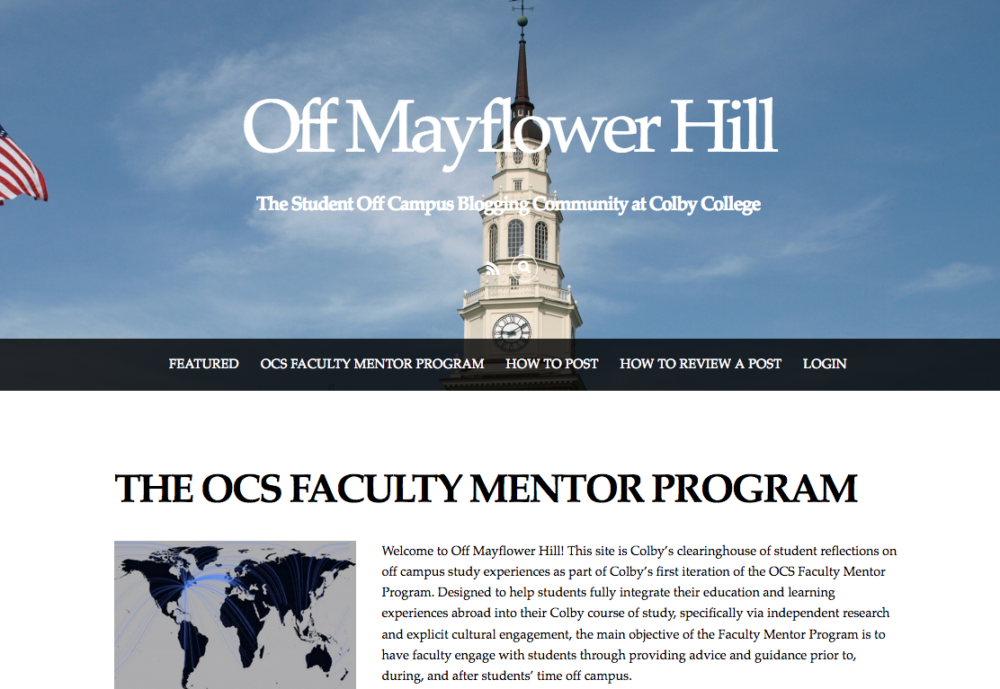 Off Mayflower Hill
The Student Off Campus Blogging Community at Colby College
FEATURED OCS FACULTY MENTOR PROGRAM HOW TO POST HOW TO REVIEW A POST LOGIN
THE OCS FACULTY MENTOR PROGRAM
Welcome to Off Mayflower Hill! This site is Colby’s clearinghouse of student reflections on
off campus study experiences as part of Colby’s first iteration of the OCS Faculty Mentor
Program. Designed to help students fully integrate their education and learning
experiences abroad into their Colby course of study, specifically via independent research
and explicit cultural engagement, the main objective of the Faculty Mentor Program is to
have faculty engage with students through providing advice and guidance prior to,
during, and after students’ time off campus.